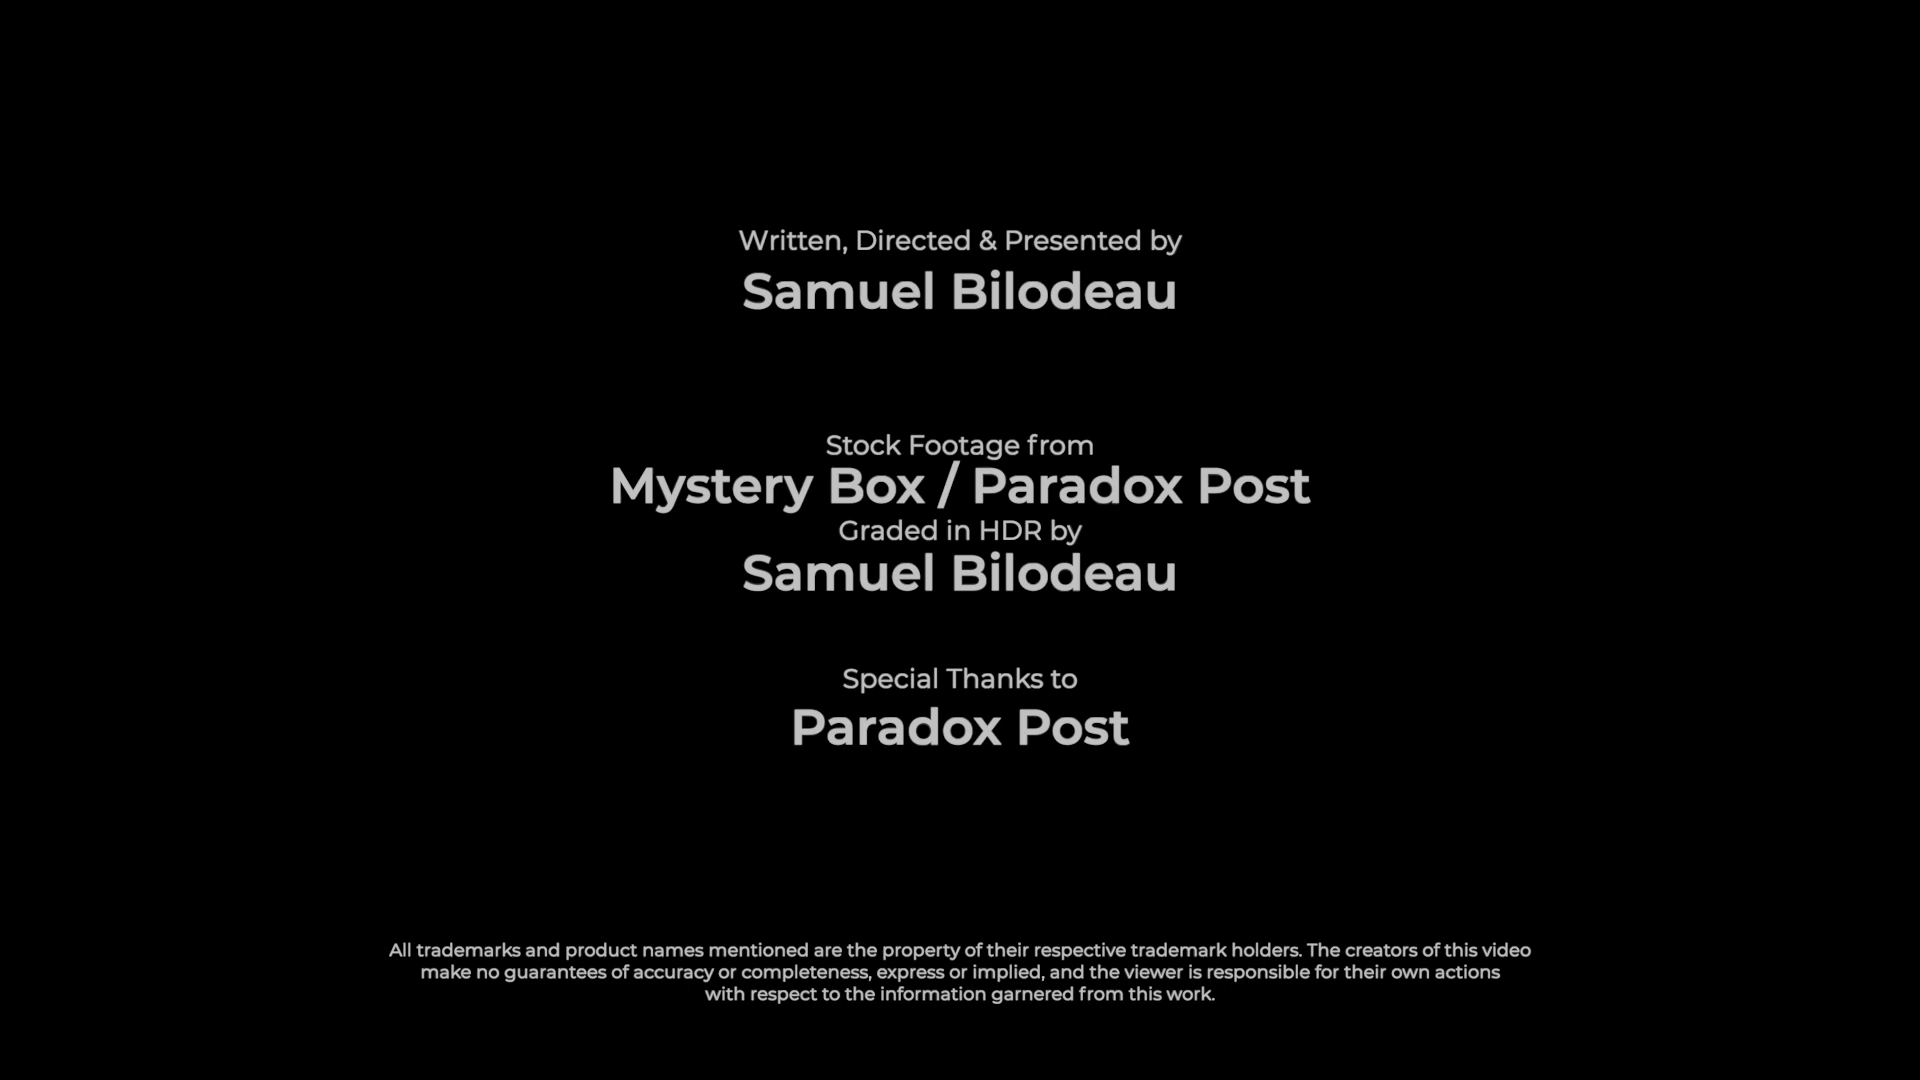 Written, Directed & Presented by
Samuel Bilodeau
Stock Footage from
Mystery Box / Paradox Post
Graded in HDR by
Samuel Bilodeau
Special Thanks to
Paradox Post
All trademarks and product names mentioned are the property of their respective trademark holders. The creators of this video
make no guarantees of accuracy or completeness, express or implied, and the viewer is responsible for their own actions
with respect to the information garnered from this work.